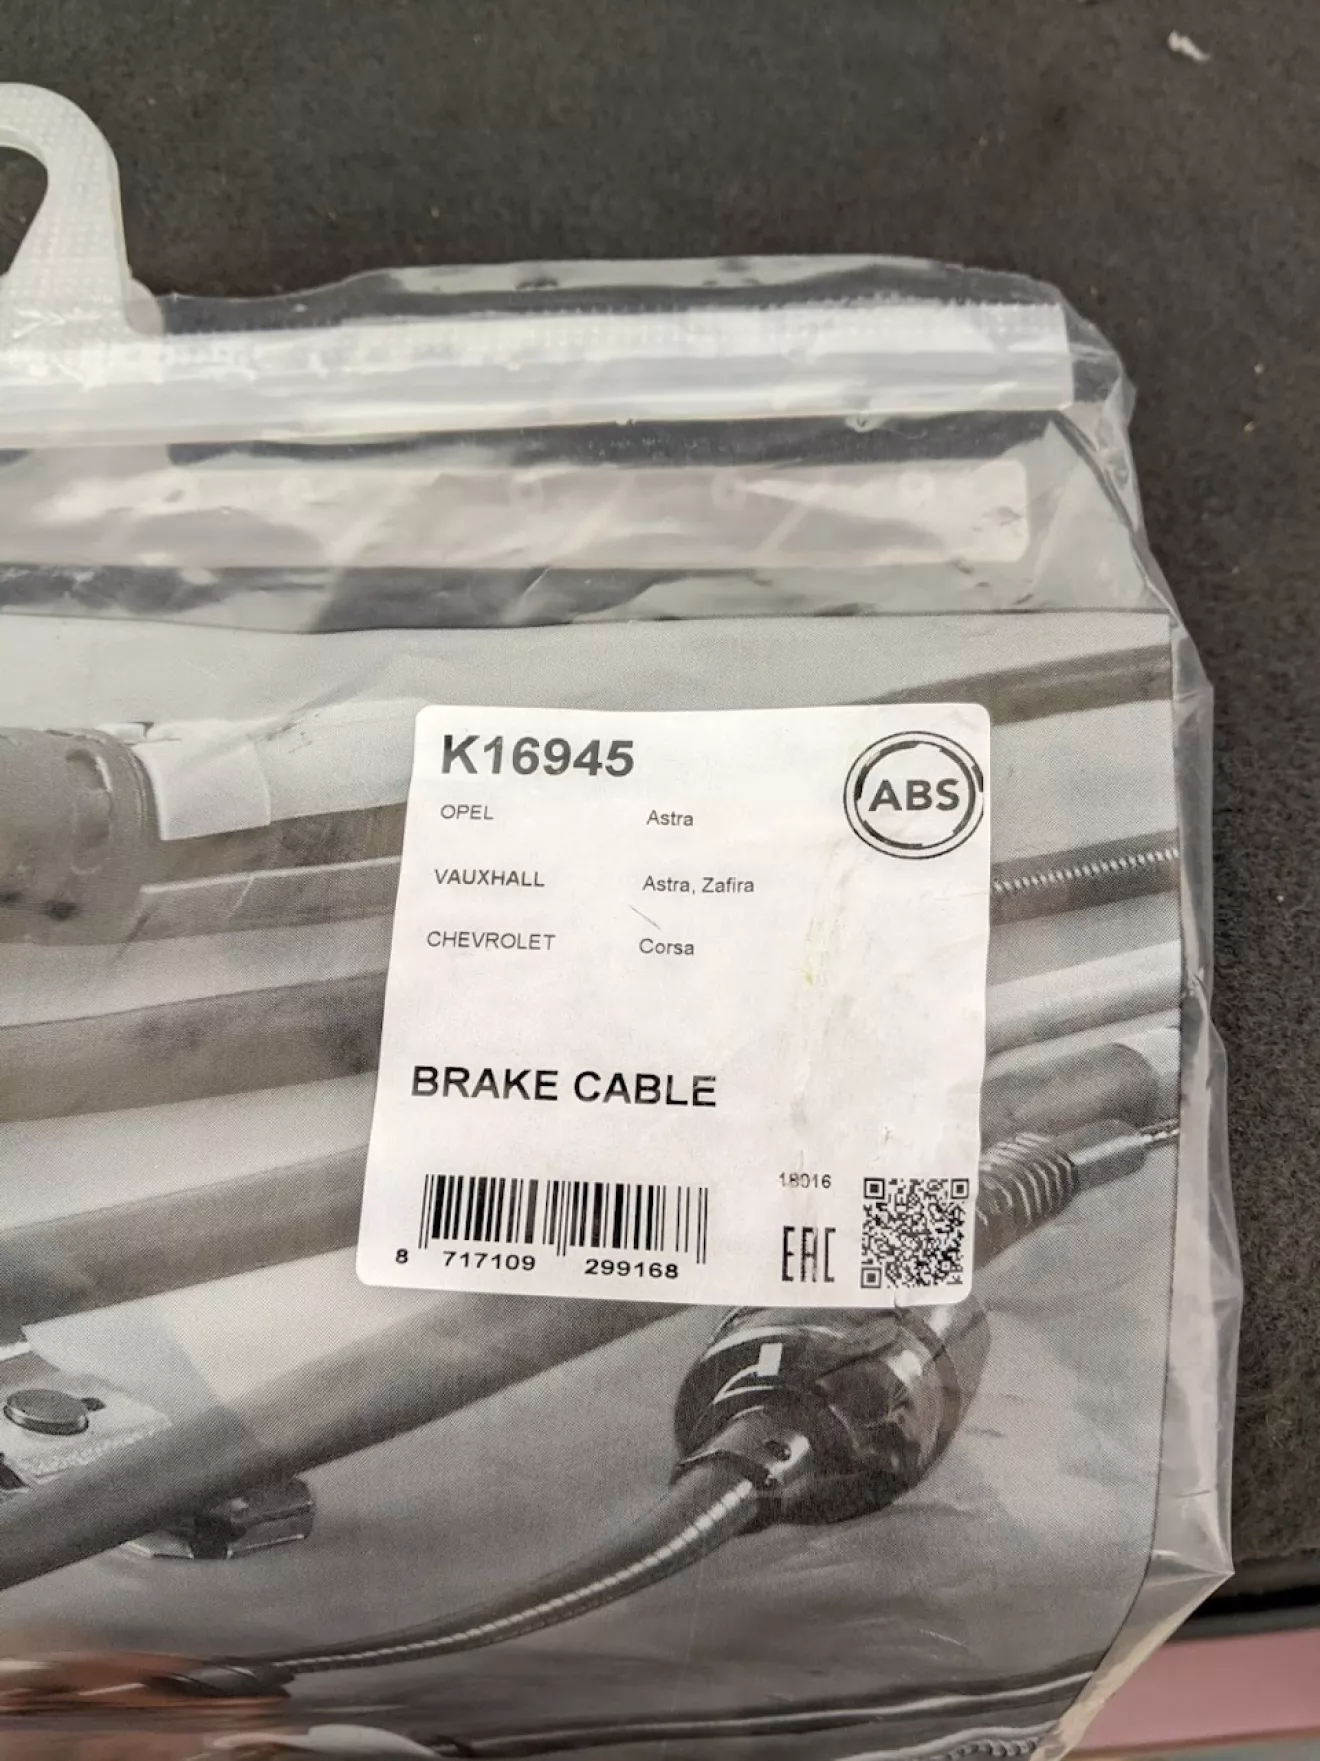 K16945
ABS
OPEL Astra
VAUXHALL Astra, Zafira
CHEVROLET Corsa
BRAKE CABLE
18016
8 717109 299168
EAC